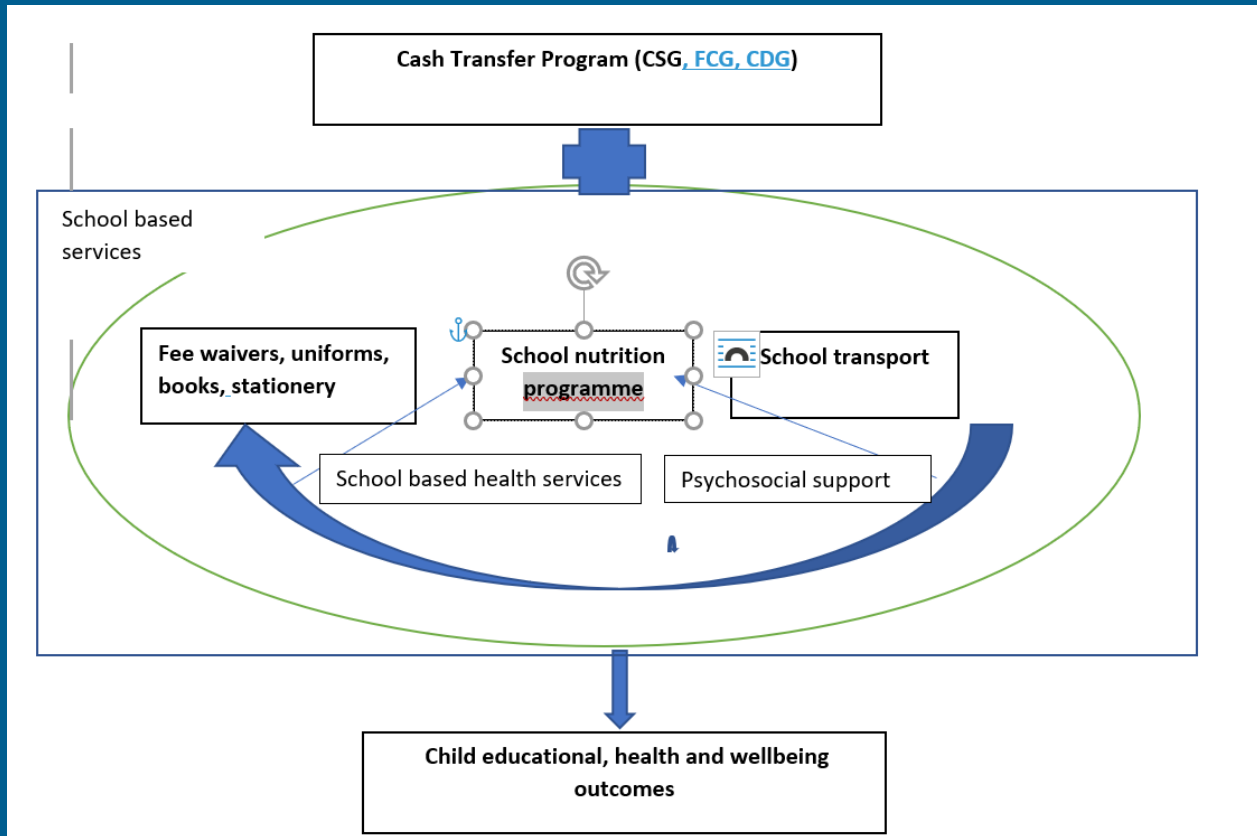 Cash Transfer Program (CSG, FCG, CDG)
School based
services
Fee waivers, uniforms,
books, stationery
School nutrition
programme
School transport
School based health services
Psychosocial support
Child educational, health and wellbeing
outcomes